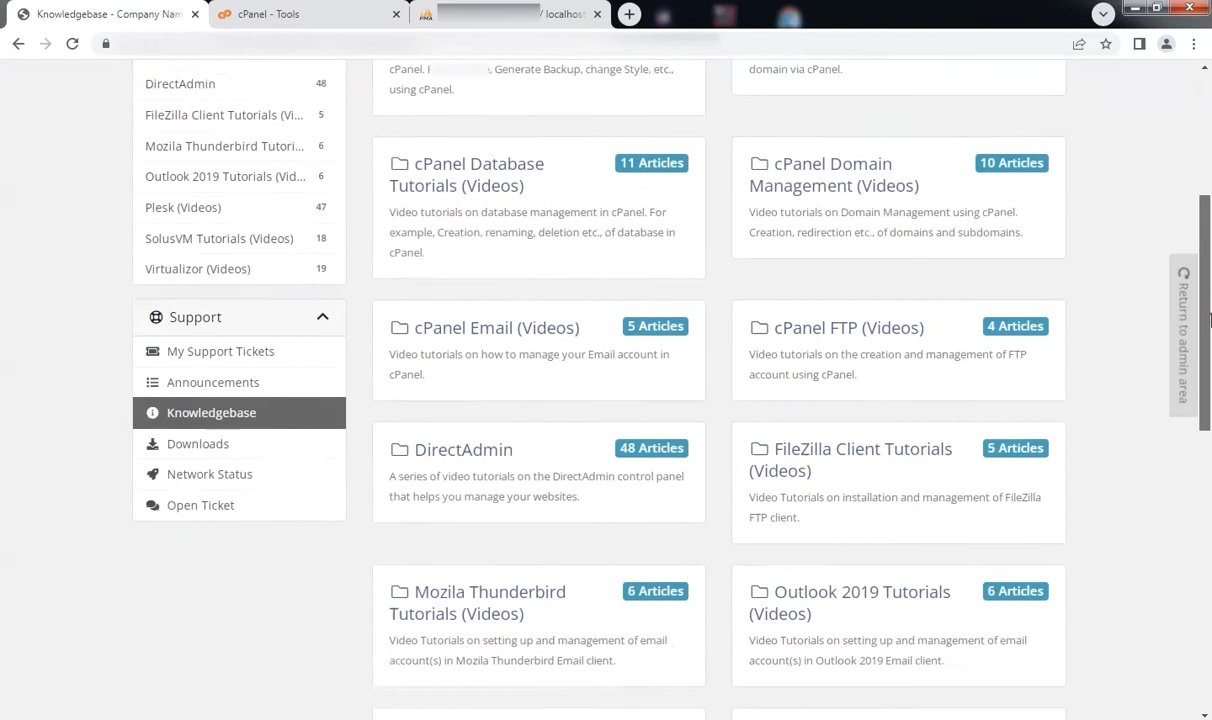 Knowledgebase - Company Nam
cPanel - Tools
/ localhost
DirectAdmin 48
FileZilla Client Tutorials (Vi... 5
Mozila Thunderbird Tutori... 6
Outlook 2019 Tutorials (Vid... 6
Plesk (Videos) 47
SolusVM Tutorials (Videos) 18
Virtualizor (Videos) 19
Support
My Support Tickets
Announcements
Knowledgebase
Downloads
Network Status
Open Ticket
cPanel. , Generate Backup, change Style, etc.,
using cPanel.
domain via cPanel.
cPanel Database 11 Articles
Tutorials (Videos)
Video tutorials on database management in cPanel. For
example, Creation, renaming, deletion etc., of database in
cPanel.
cPanel Domain 10 Articles
Management (Videos)
Video tutorials on Domain Management using cPanel.
Creation, redirection etc., of domains and subdomains.
cPanel Email (Videos) 5 Articles
Video tutorials on how to manage your Email account in
cPanel.
cPanel FTP (Videos) 4 Articles
Video tutorials on the creation and management of FTP
account using cPanel.
DirectAdmin 48 Articles
A series of video tutorials on the DirectAdmin control panel
that helps you manage your websites.
FileZilla Client Tutorials 5 Articles
(Videos)
Video Tutorials on installation and management of FileZilla
FTP client.
Mozila Thunderbird 6 Articles
Tutorials (Videos)
Video Tutorials on setting up and management of email
account(s) in Mozila Thunderbird Email client.
Outlook 2019 Tutorials 6 Articles
(Videos)
Video Tutorials on setting up and management of email
account(s) in Outlook 2019 Email client.
Return to admin area